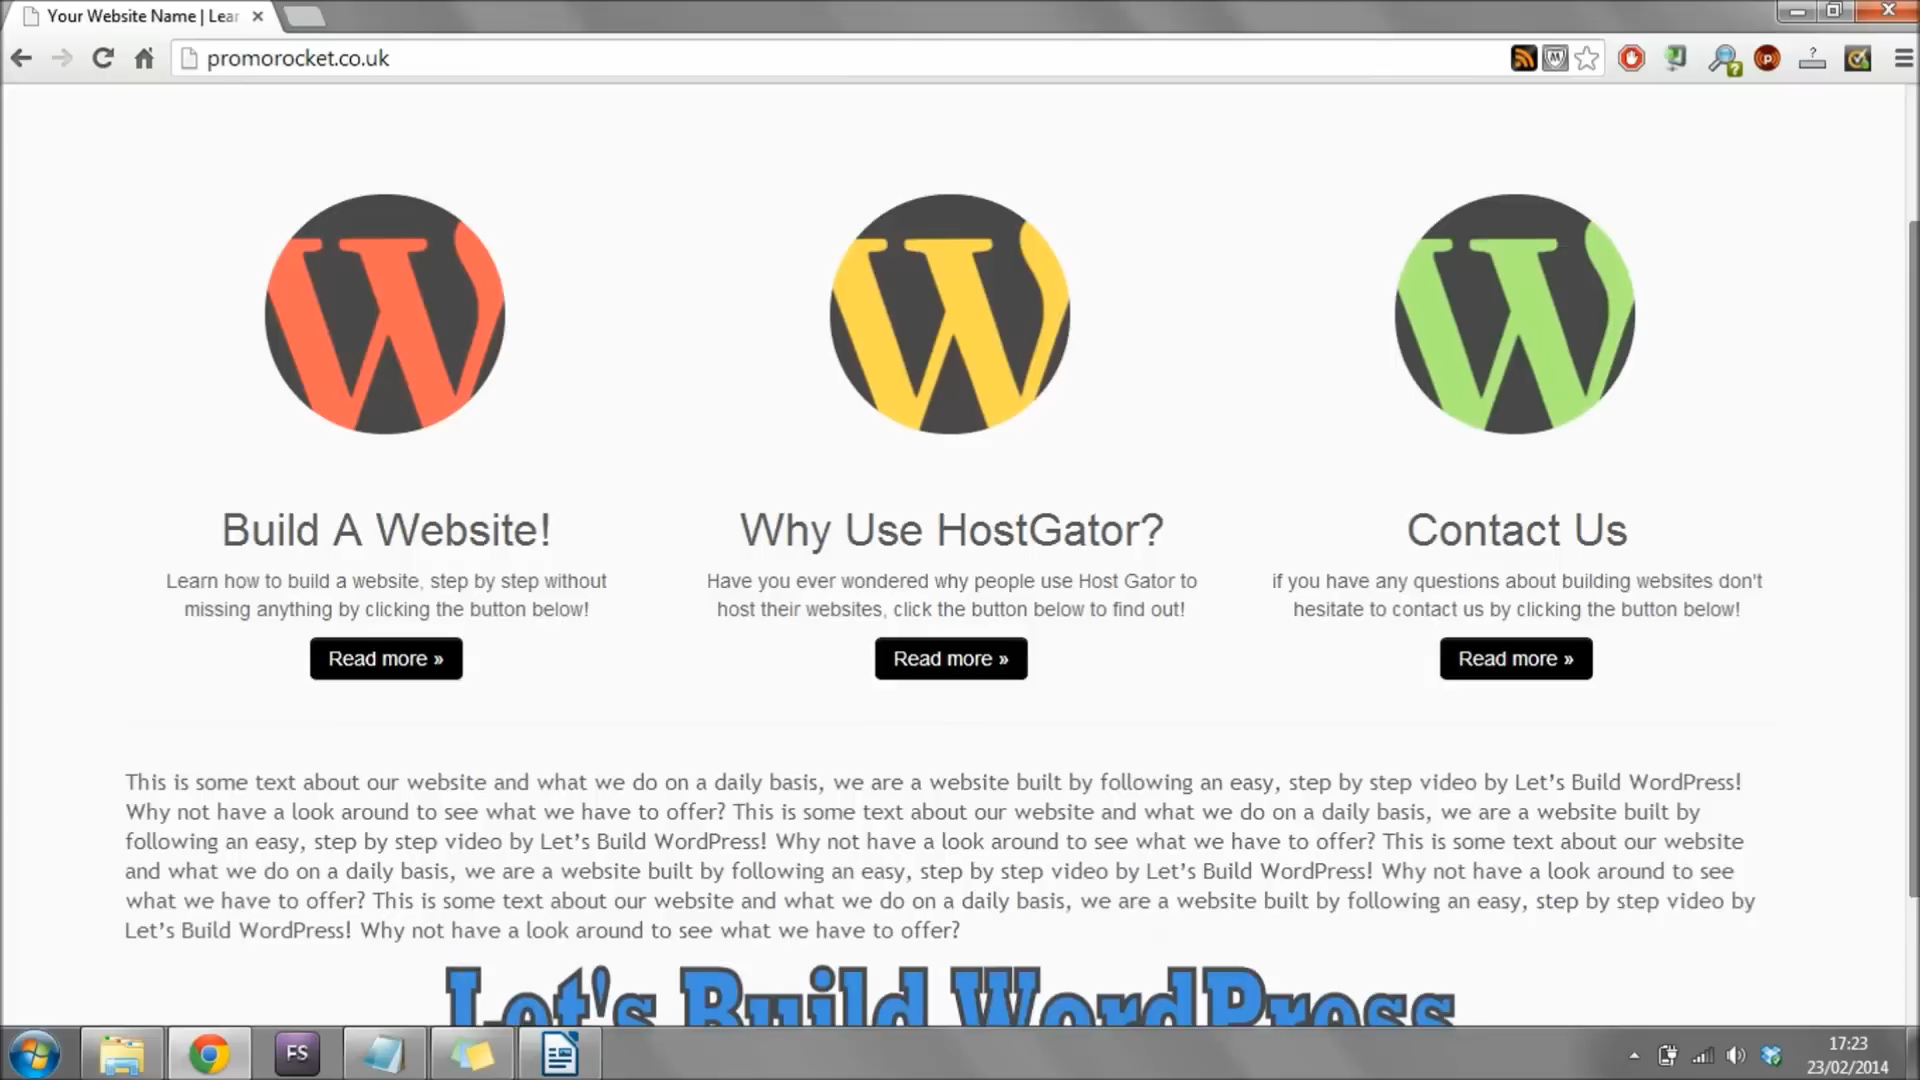 Your Website Name | Lear
promorocket.co.uk
W W W
Build A Website!
Learn how to build a website, step by step without
missing anything by clicking the button below!
Read more »
Why Use HostGator?
Have you ever wondered why people use Host Gator to
host their websites, click the button below to find out!
Read more »
Contact Us
if you have any questions about building websites don't
hesitate to contact us by clicking the button below!
Read more »
This is some text about our website and what we do on a daily basis, we are a website built by following an easy, step by step video by Let’s Build WordPress!
Why not have a look around to see what we have to offer? This is some text about our website and what we do on a daily basis, we are a website built by
following an easy, step by step video by Let’s Build WordPress! Why not have a look around to see what we have to offer? This is some text about our website
and what we do on a daily basis, we are a website built by following an easy, step by step video by Let’s Build WordPress! Why not have a look around to see
what we have to offer? This is some text about our website and what we do on a daily basis, we are a website built by following an easy, step by step video by
Let’s Build WordPress! Why not have a look around to see what we have to offer?
Let's Build WordPress
FS
17:23
23/02/2014